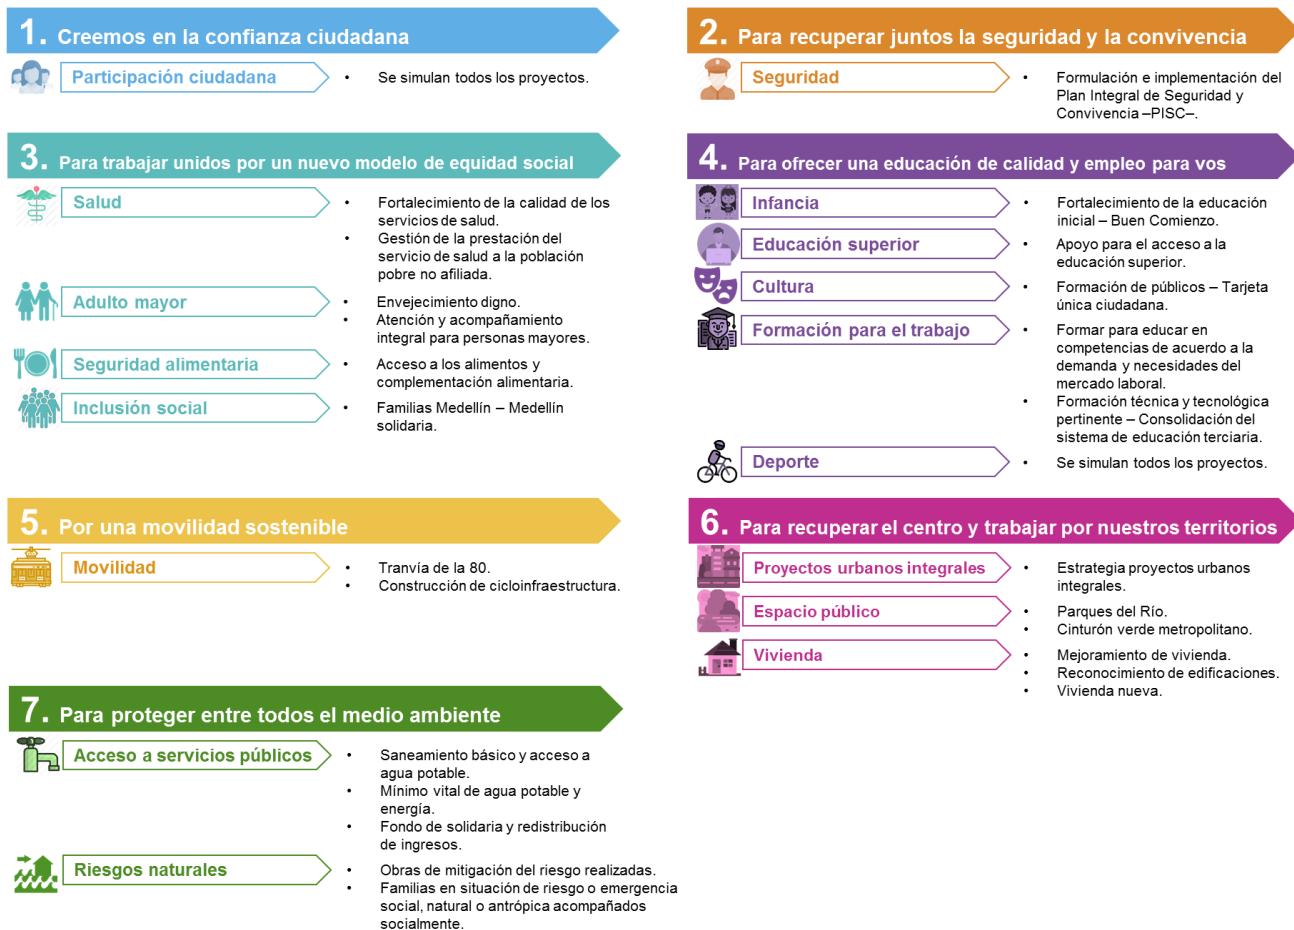 1. Creemos en la confianza ciudadana
Participación ciudadana
• Se simulan todos los proyectos.
2. Para recuperar juntos la seguridad y la convivencia
Seguridad
• Formulación e implementación del
Plan Integral de Seguridad y
Convivencia –PISC–.
3. Para trabajar unidos por un nuevo modelo de equidad social
Salud
• Fortalecimiento de la calidad de los
servicios de salud.
• Gestión de la prestación del
servicio de salud a la población
pobre no afiliada.
Adulto mayor
• Envejecimiento digno.
• Atención y acompañamiento
integral para personas mayores.
Seguridad alimentaria
• Acceso a los alimentos y
complementación alimentaria.
Inclusión social
• Familias Medellín – Medellín
solidaria.
4. Para ofrecer una educación de calidad y empleo para vos
Infancia
• Fortalecimiento de la educación
inicial – Buen Comienzo.
Educación superior
• Apoyo para el acceso a la
educación superior.
Cultura
• Formación de públicos – Tarjeta
única ciudadana.
Formación para el trabajo
• Formar para educar en
competencias de acuerdo a la
demanda y necesidades del
mercado laboral.
• Formación técnica y tecnológica
pertinente – Consolidación del
sistema de educación terciaria.
Deporte
• Se simulan todos los proyectos.
5. Por una movilidad sostenible
Movilidad
• Tranvía de la 80.
• Construcción de cicloinfraestructura.
6. Para recuperar el centro y trabajar por nuestros territorios
Proyectos urbanos integrales
• Estrategia proyectos urbanos
integrales.
Espacio público
• Parques del Río.
• Cinturón verde metropolitano.
Vivienda
• Mejoramiento de vivienda.
• Reconocimiento de edificaciones.
• Vivienda nueva.
7. Para proteger entre todos el medio ambiente
Acceso a servicios públicos
• Saneamiento básico y acceso a
agua potable.
• Mínimo vital de agua potable y
energía.
• Fondo de solidaria y redistribución
de ingresos.
Riesgos naturales
• Obras de mitigación del riesgo realizadas.
• Familias en situación de riesgo o emergencia
social, natural o antrópica acompañados
socialmente.